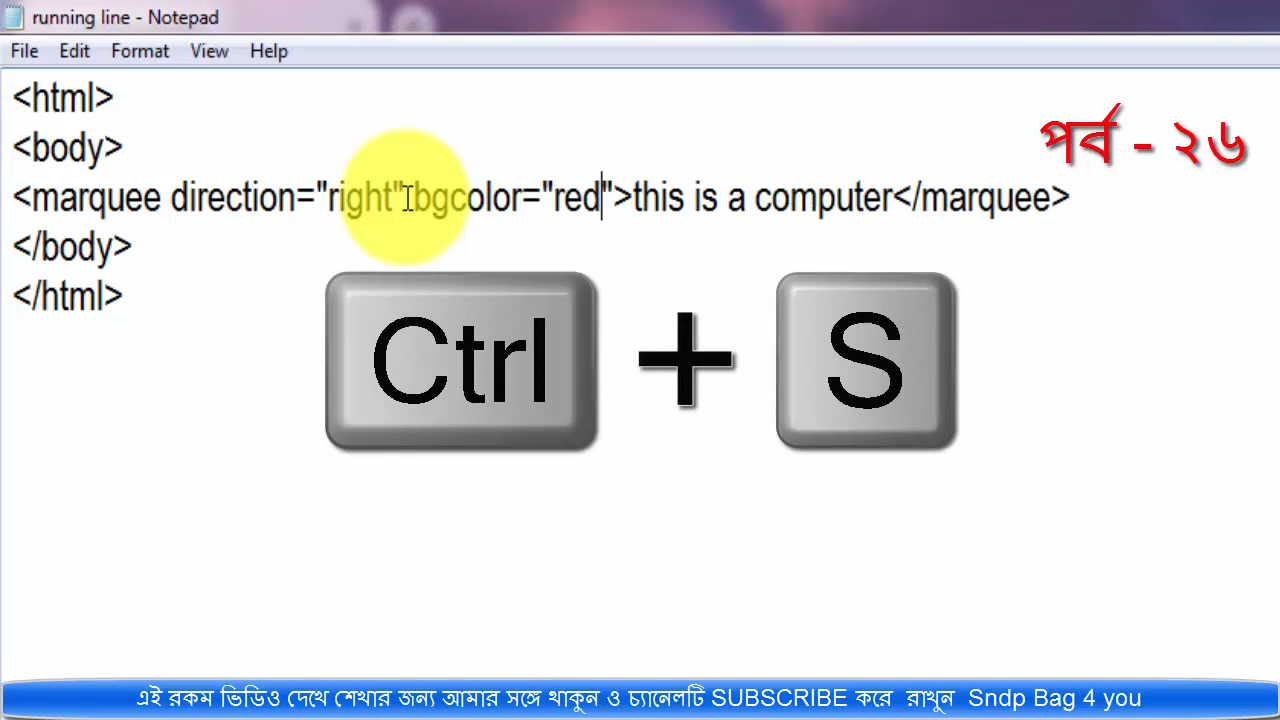 running line - Notepad
File Edit Format View Help
<html>
<body>
<marquee direction="right" bgcolor="red">this is a computer</marquee>
</body>
</html>
পর্ব - ২৬
Ctrl + S
এই রকম ভিডিও দেখে শেখার জন্য আমার সঙ্গে থাকুন ও চ্যানেলটি SUBSCRIBE করে রাখুন Sndp Bag 4 you